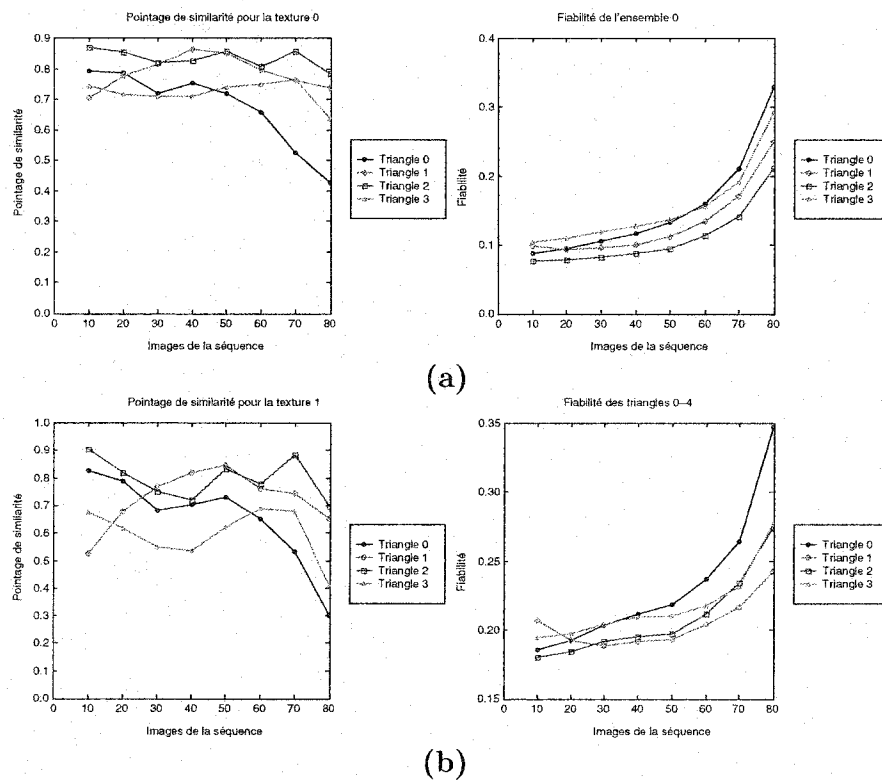 Pointage de similarité pour la texture 0
Pointage de similarité
0.9
0.8
0.7
0.6
0.5
0.4
0.3
0.2
0.1
0.0
0 10 20 30 40 50 60 70 80
Images de la séquence
Triangle 0
Triangle 1
Triangle 2
Triangle 3
Fiabilité de l'ensemble 0
Fiabilité
0.4
0.3
0.2
0.1
0.0
0 10 20 30 40 50 60 70 80
Images de la séquence
Triangle 0
Triangle 1
Triangle 2
Triangle 3
(a)
Pointage de similarité pour la texture 1
Pointage de similarité
1.0
0.9
0.8
0.7
0.6
0.5
0.4
0.3
0.2
0.1
0.0
0 10 20 30 40 50 60 70 80
Images de la séquence
Triangle 0
Triangle 1
Triangle 2
Triangle 3
Fiabilité des triangles 0–4
Fiabilité
0.35
0.30
0.25
0.20
0.15
0 10 20 30 40 50 60 70 80
Images de la séquence
Triangle 0
Triangle 1
Triangle 2
Triangle 3
(b)